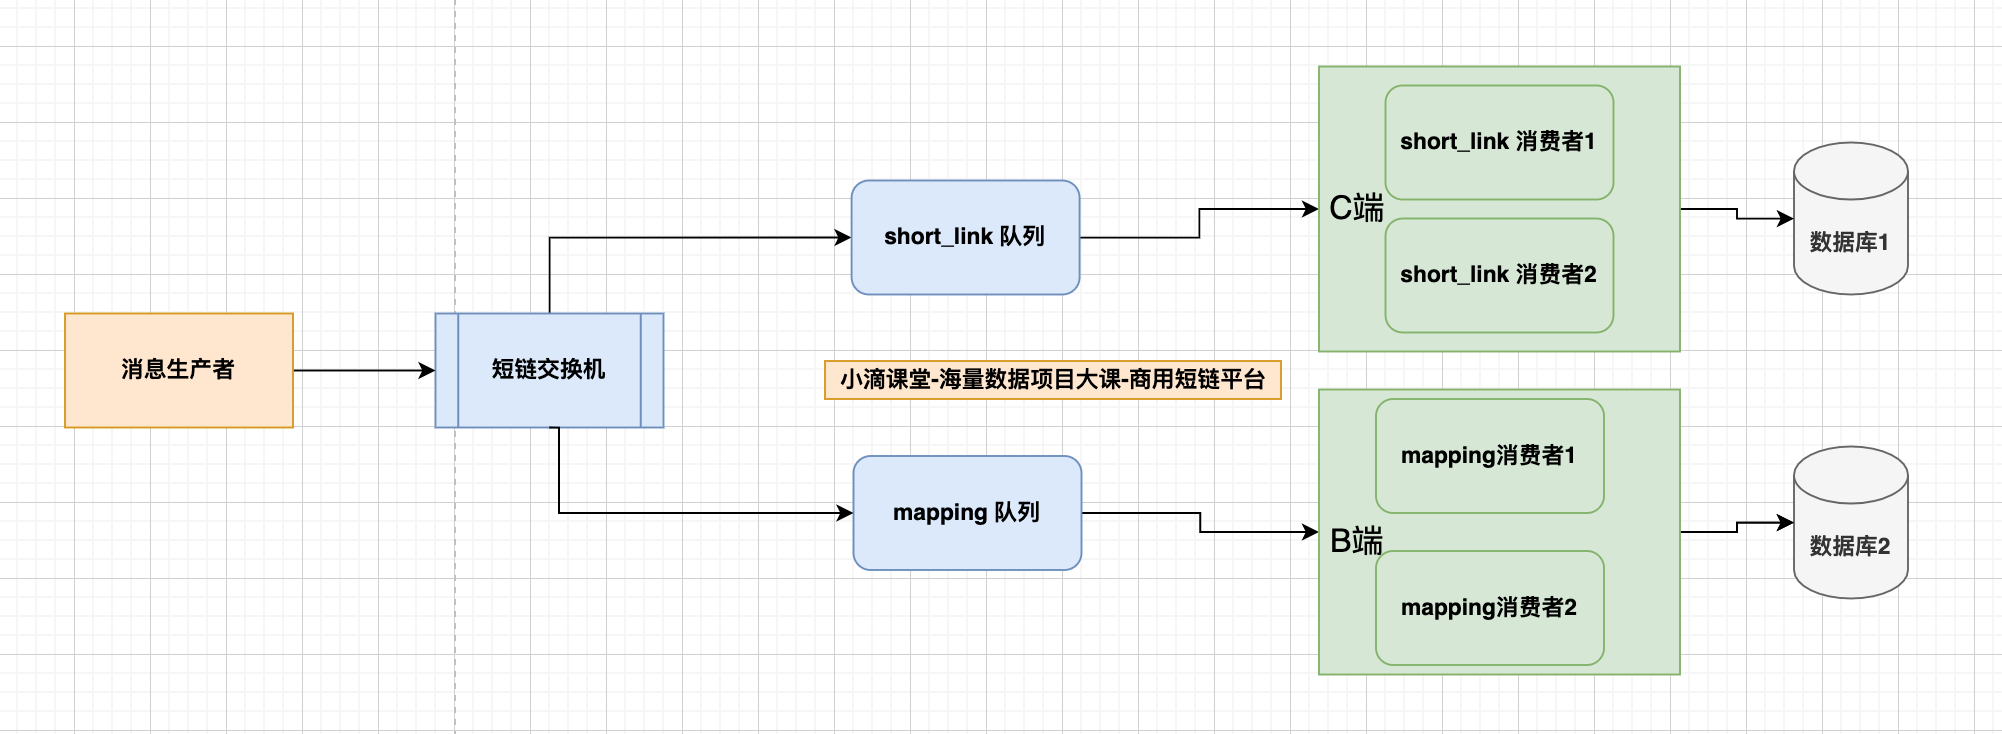 消息生产者
短链交换机
short_link 队列
mapping 队列
小滴课堂-海量数据项目大课-商用短链平台
C端
short_link 消费者1
short_link 消费者2
数据库1
B端
mapping消费者1
mapping消费者2
数据库2